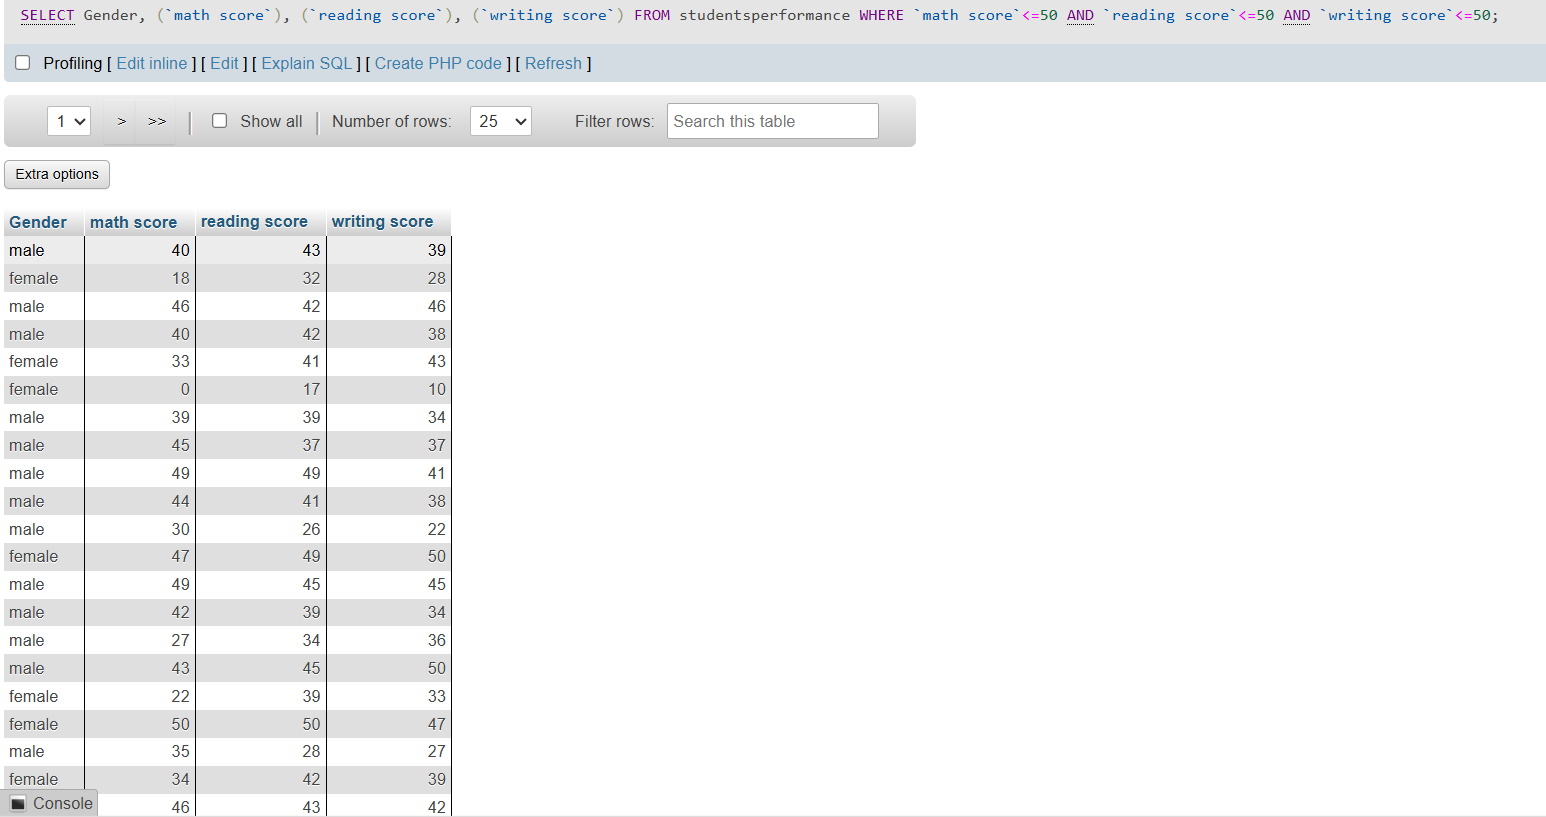 SELECT Gender, (`math score`), (`reading score`), (`writing score`) FROM studentsperformance WHERE `math score`<=50 AND `reading score`<=50 AND `writing score`<=50;
Profiling [ Edit inline ] [ Edit ] [ Explain SQL ] [ Create PHP code ] [ Refresh ]
1 > >> | Show all | Number of rows: 25 Filter rows: Search this table
Extra options
Gender math score reading score writing score
male 40 43 39
female 18 32 28
male 46 42 46
male 40 42 38
female 33 41 43
female 0 17 10
male 39 39 34
male 45 37 37
male 49 49 41
male 44 41 38
male 30 26 22
female 47 49 50
male 49 45 45
male 42 39 34
male 27 34 36
male 43 45 50
female 22 39 33
female 50 50 47
male 35 28 27
female 34 42 39
Console 46 43 42